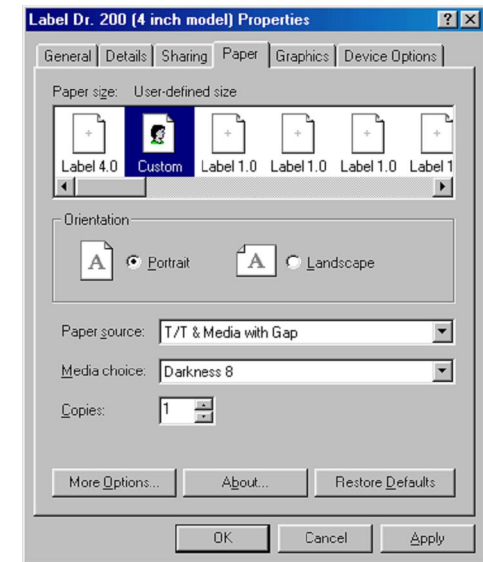 Label Dr. 200 (4 inch model) Properties
General Details Sharing Paper Graphics Device Options
Paper size: User-defined size
Label 4.0 Custom Label 1.0 Label 1.0 Label 1.0 Label 1
Orientation
A Portrait A Landscape
Paper source: T/T & Media with Gap
Media choice: Darkness 8
Copies: 1
More Options... About... Restore Defaults
OK Cancel Apply